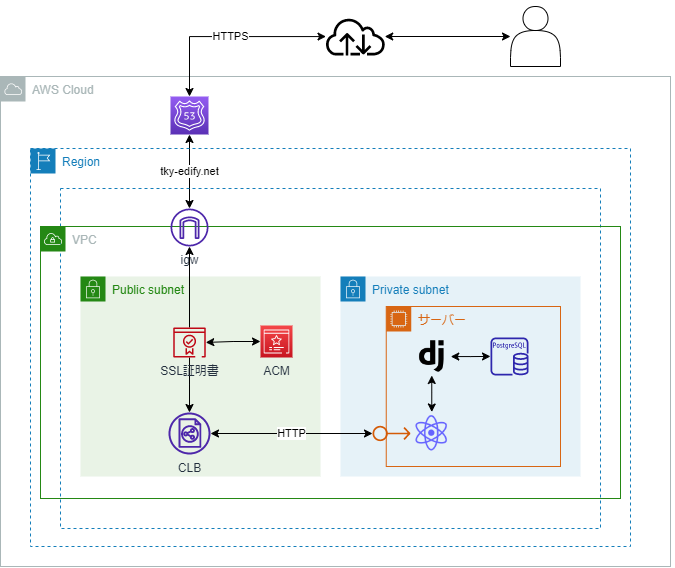 HTTPS
AWS Cloud
53
Region
tky-edify.net
VPC
igw
Public subnet
Private subnet
サーバー
SSL証明書
ACM
dj
PostgreSQL
HTTP
CLB